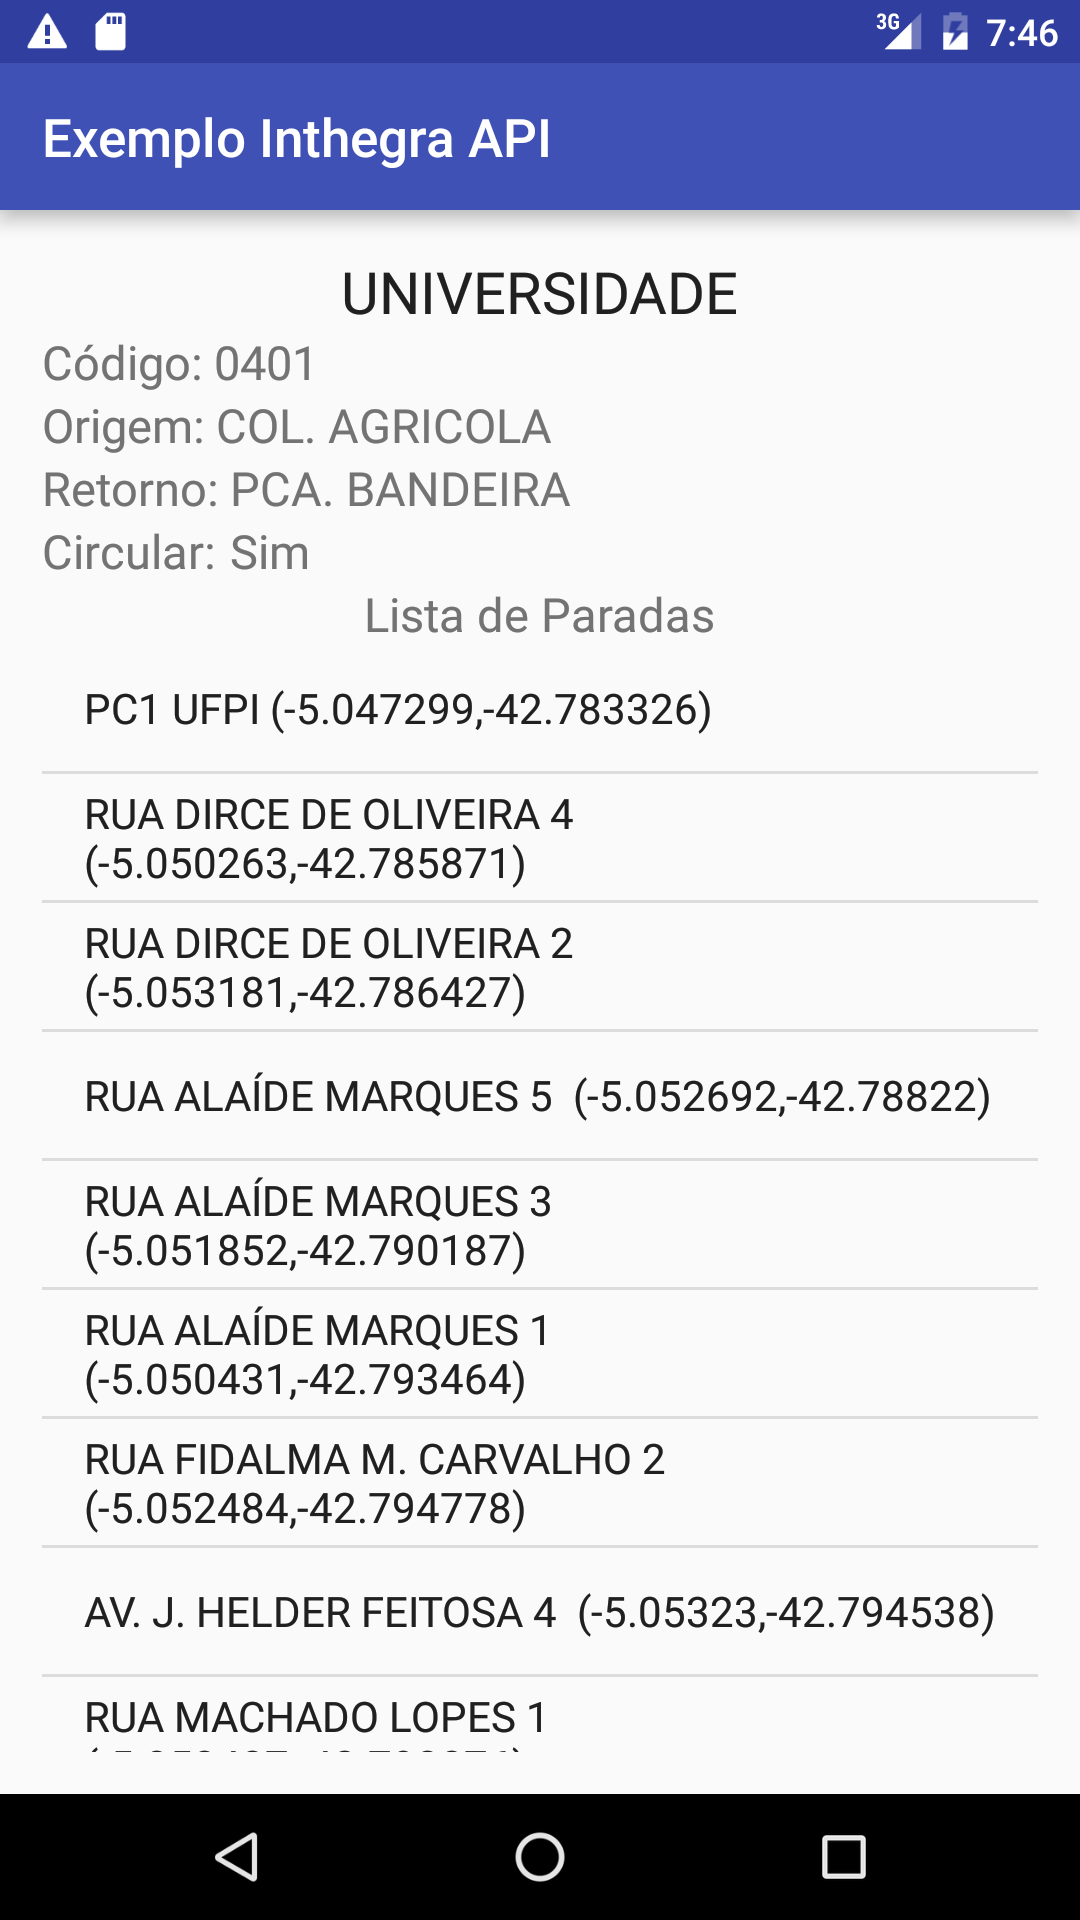 3G 7:46
Exemplo Inthegra API
UNIVERSIDADE
Código: 0401
Origem: COL. AGRICOLA
Retorno: PCA. BANDEIRA
Circular: Sim
Lista de Paradas
PC1 UFPI (-5.047299,-42.783326)
RUA DIRCE DE OLIVEIRA 4
(-5.050263,-42.785871)
RUA DIRCE DE OLIVEIRA 2
(-5.053181,-42.786427)
RUA ALAÍDE MARQUES 5  (-5.052692,-42.78822)
RUA ALAÍDE MARQUES 3
(-5.051852,-42.790187)
RUA ALAÍDE MARQUES 1
(-5.050431,-42.793464)
RUA FIDALMA M. CARVALHO 2
(-5.052484,-42.794778)
AV. J. HELDER FEITOSA 4  (-5.05323,-42.794538)
RUA MACHADO LOPES 1